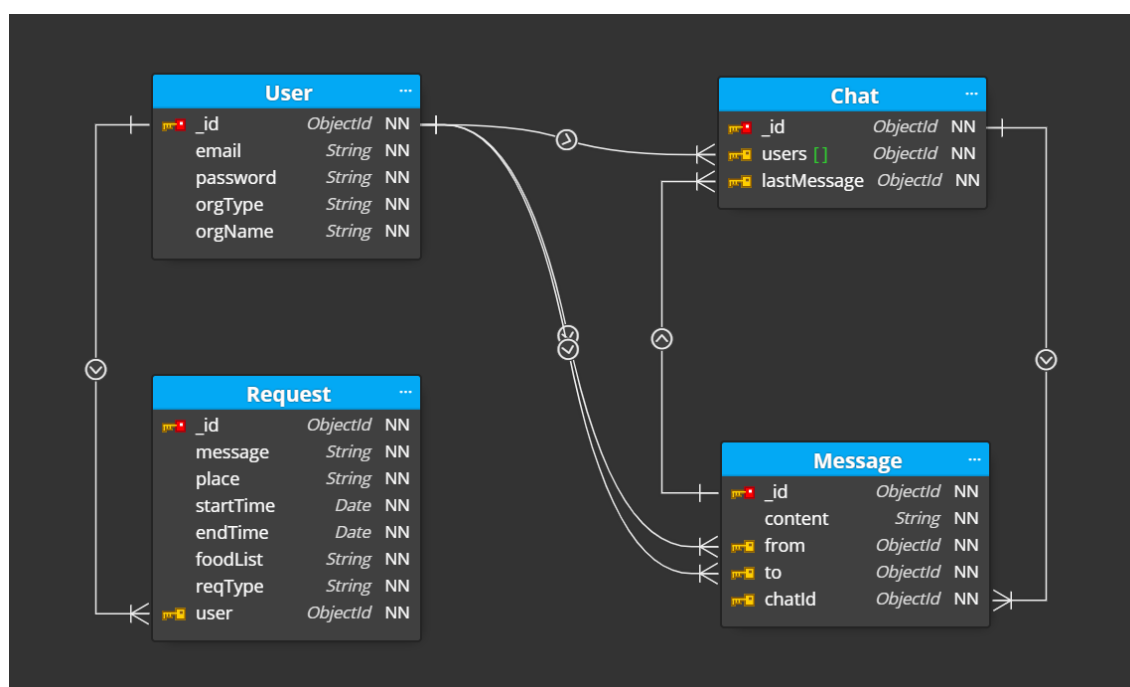 User ...
_id ObjectId NN
email String NN
password String NN
orgType String NN
orgName String NN
Chat ...
_id ObjectId NN
users [] ObjectId NN
lastMessage ObjectId NN
Request ...
_id ObjectId NN
message String NN
place String NN
startTime Date NN
endTime Date NN
foodList String NN
reqType String NN
user ObjectId NN
Message ...
_id ObjectId NN
content String NN
from ObjectId NN
to ObjectId NN
chatId ObjectId NN